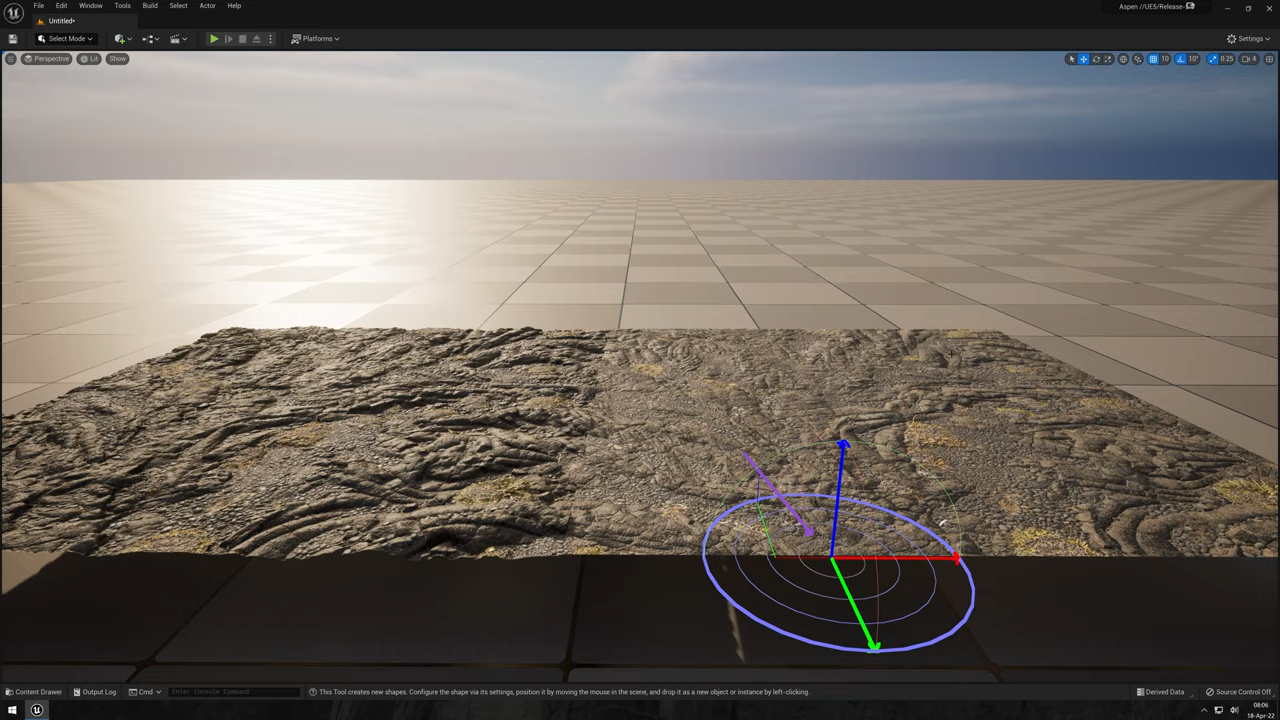 File Edit Window Tools Build Select Actor Help
Aspen //UE5/Release-
Untitled*
Select Mode
Platforms
Settings
Perspective Lit Show
10 10° 0.25 4
Content Drawer Output Log Cmd Enter Console Command
This Tool creates new shapes. Configure the shape via its settings, position it by moving the mouse in the scene, and drop it as a new object or instance by left-clicking.
Derived Data Source Control Off
08:06
18-Apr-22